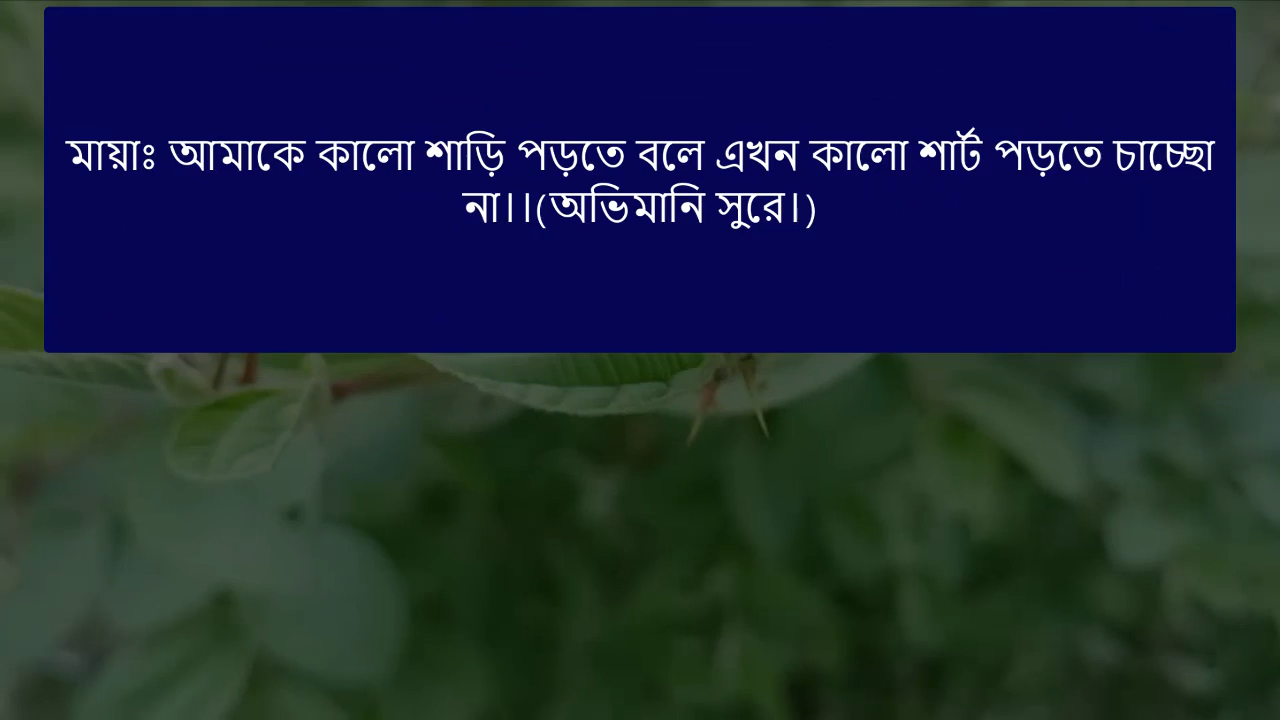 মায়াঃ আমাকে কালো শাড়ি পড়তে বলে এখন কালো শার্ট পড়তে চাচ্ছো
না।।(অভিমানি সুরে।)